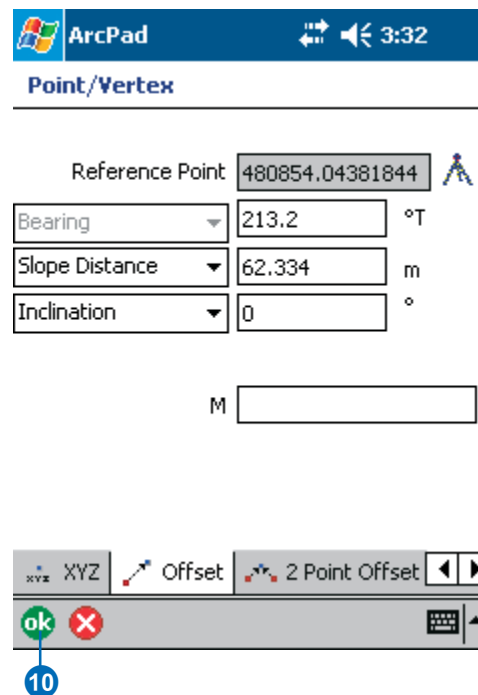 ArcPad 3:32
Point/Vertex
Reference Point 480854.04381844
Bearing 213.2 °T
Slope Distance 62.334 m
Inclination 0 °
M
XYZ XYZ Offset 2 Point Offset
ok
10